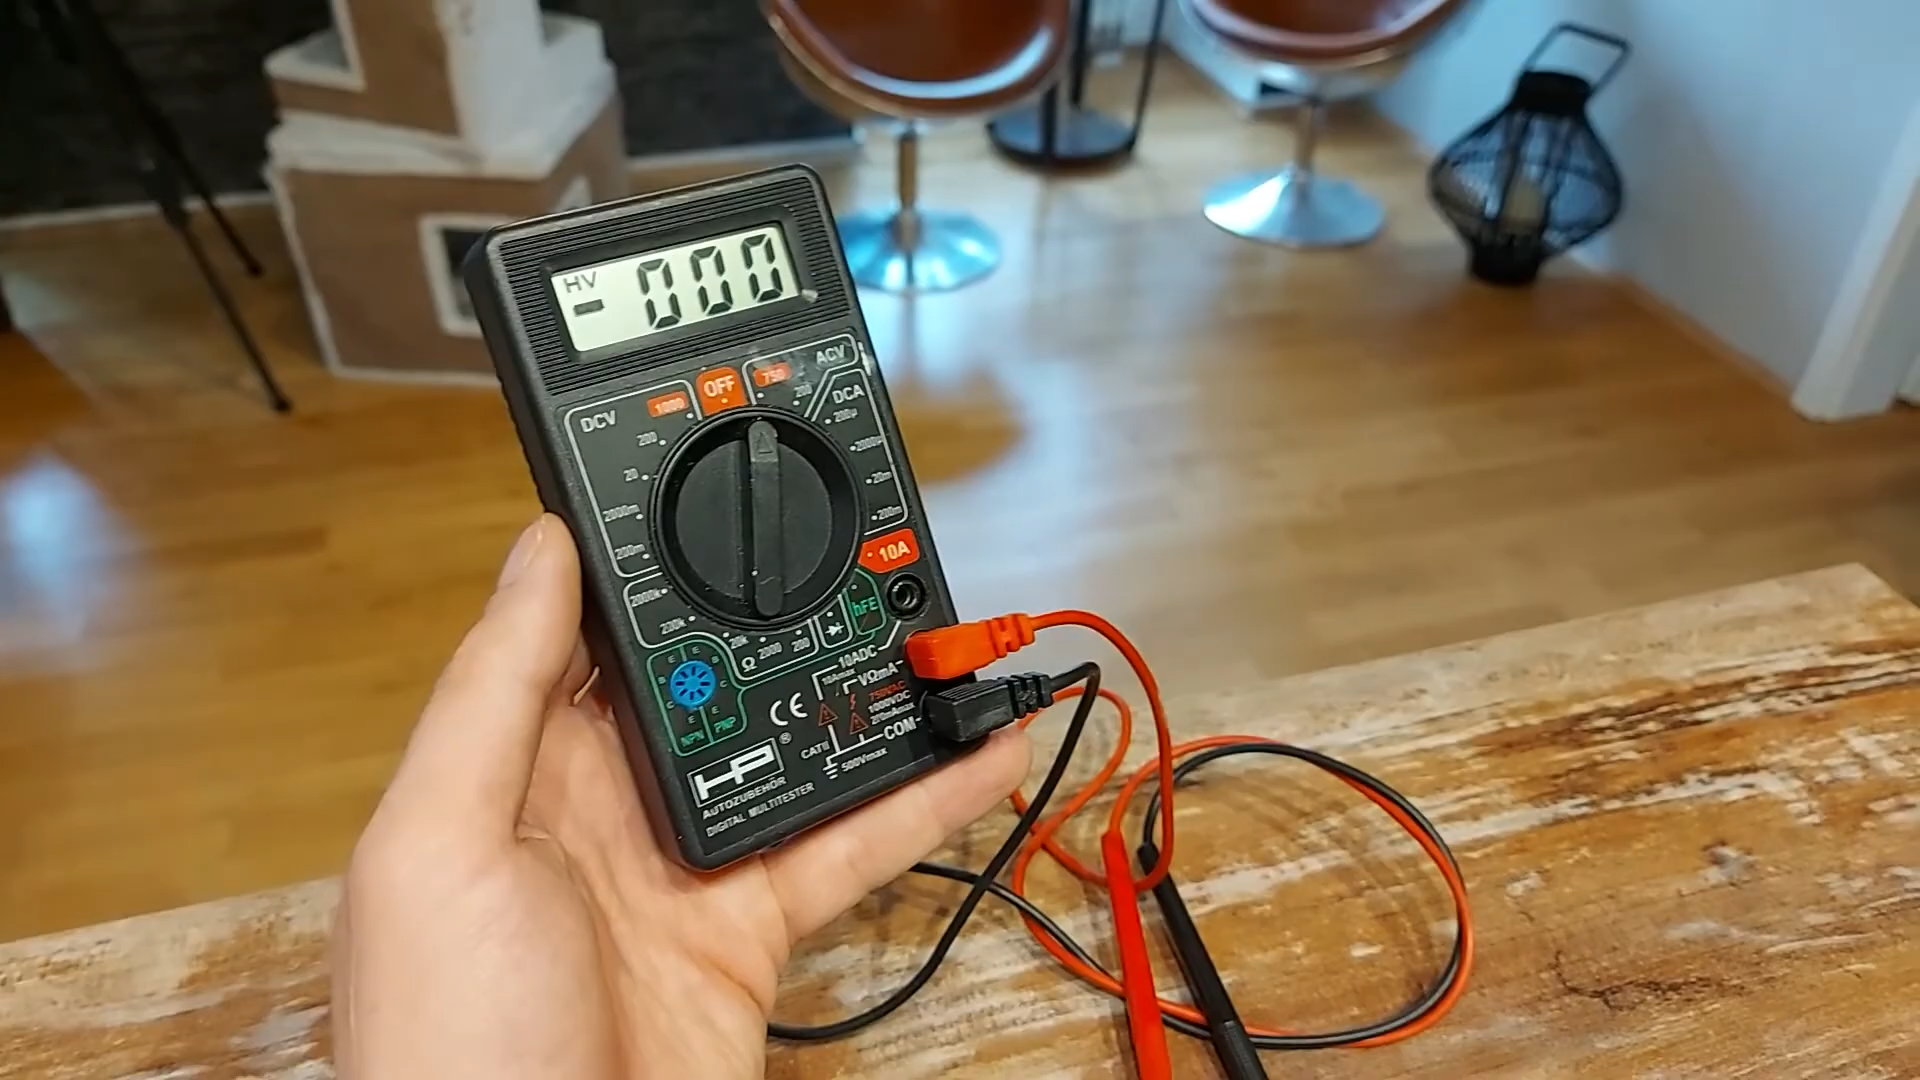 HV
- 000
OFF
750
ACV
1000
200
DCV
DCA
200µ
200
2000µ
20
20m
2000m
200m
200m
10A
2000k
hFE
200k
20k
2000
200
Ω
10ADC
10Amax
VΩmA
750VAC
1000VDC
COM
CATII
500Vmax
E
E
B
B
C
C
E
E
NPN
PNP
CE
HP®
AUTOZUBEHÖR
DIGITAL MULTITESTER